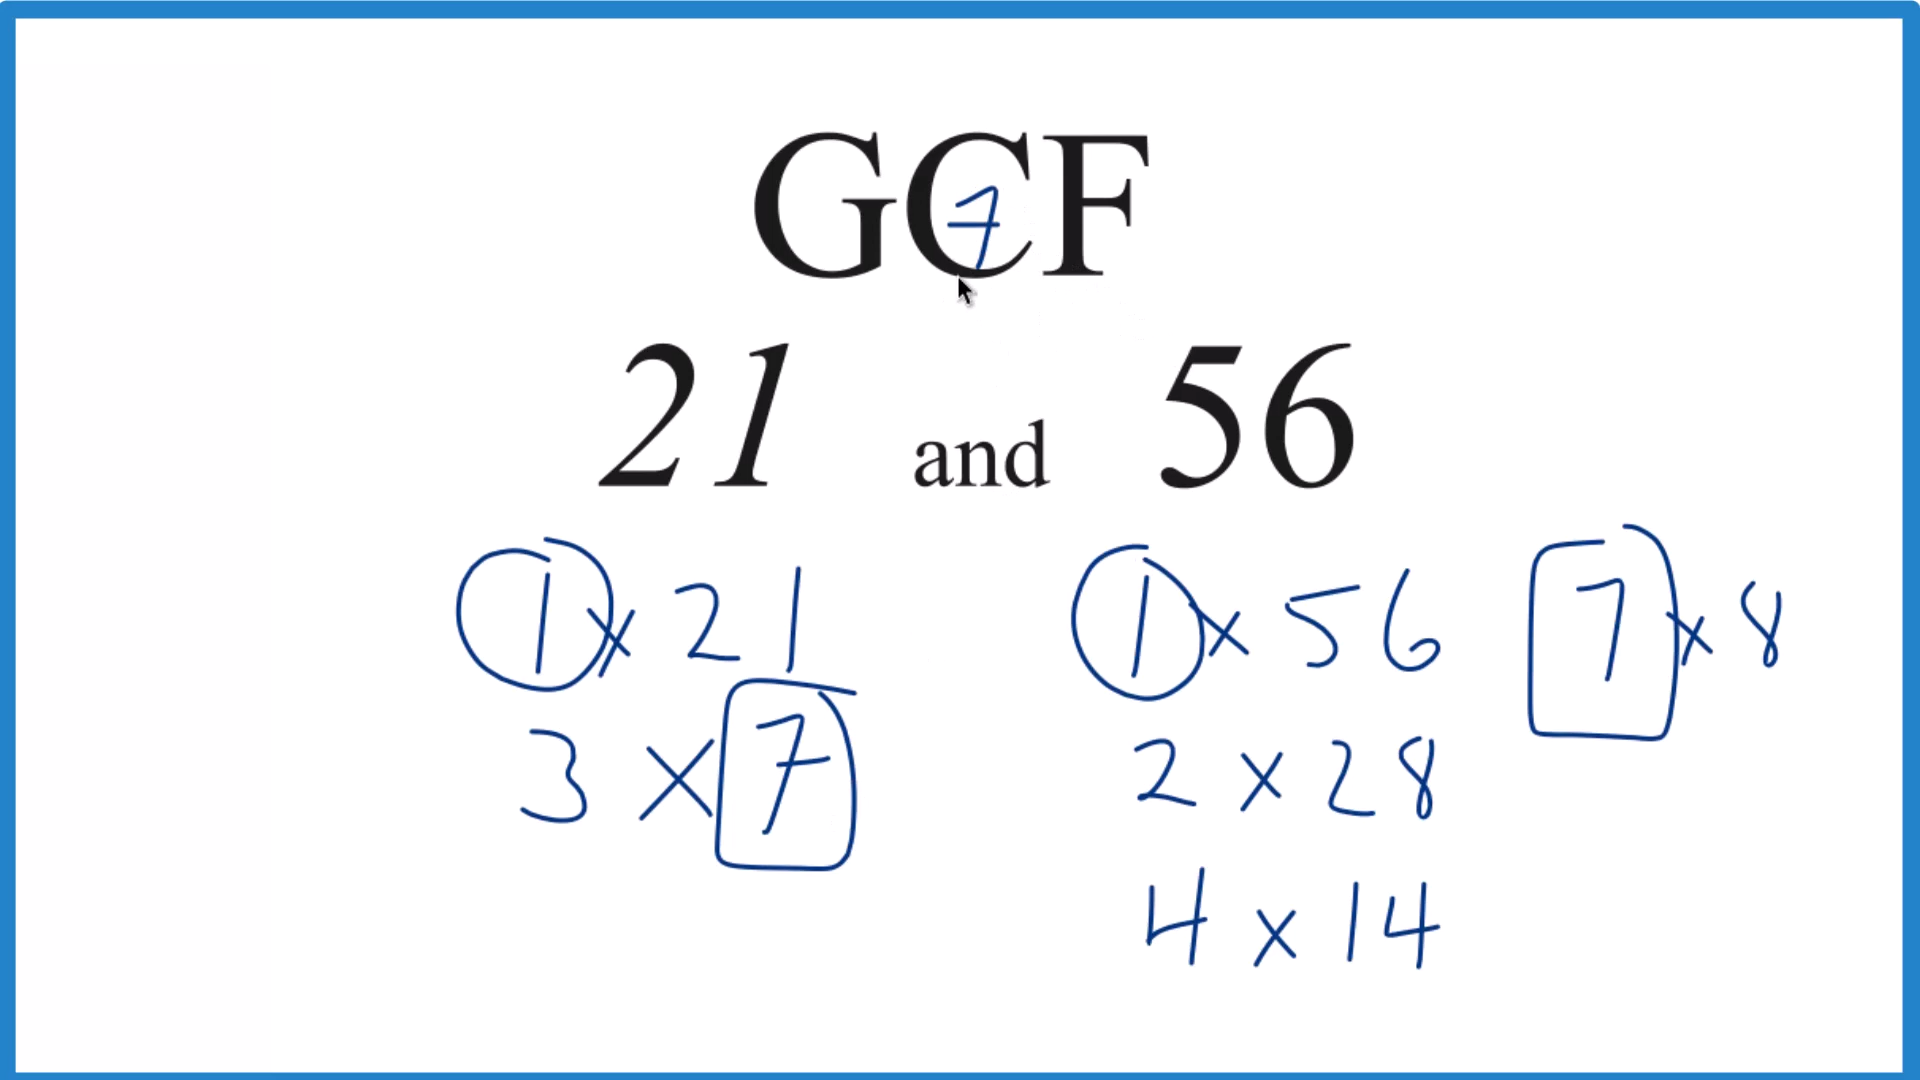 GCF
7
21 and 56
1 x 21
3 x 7
1 x 56
2 x 28
4 x 14
7 x 8